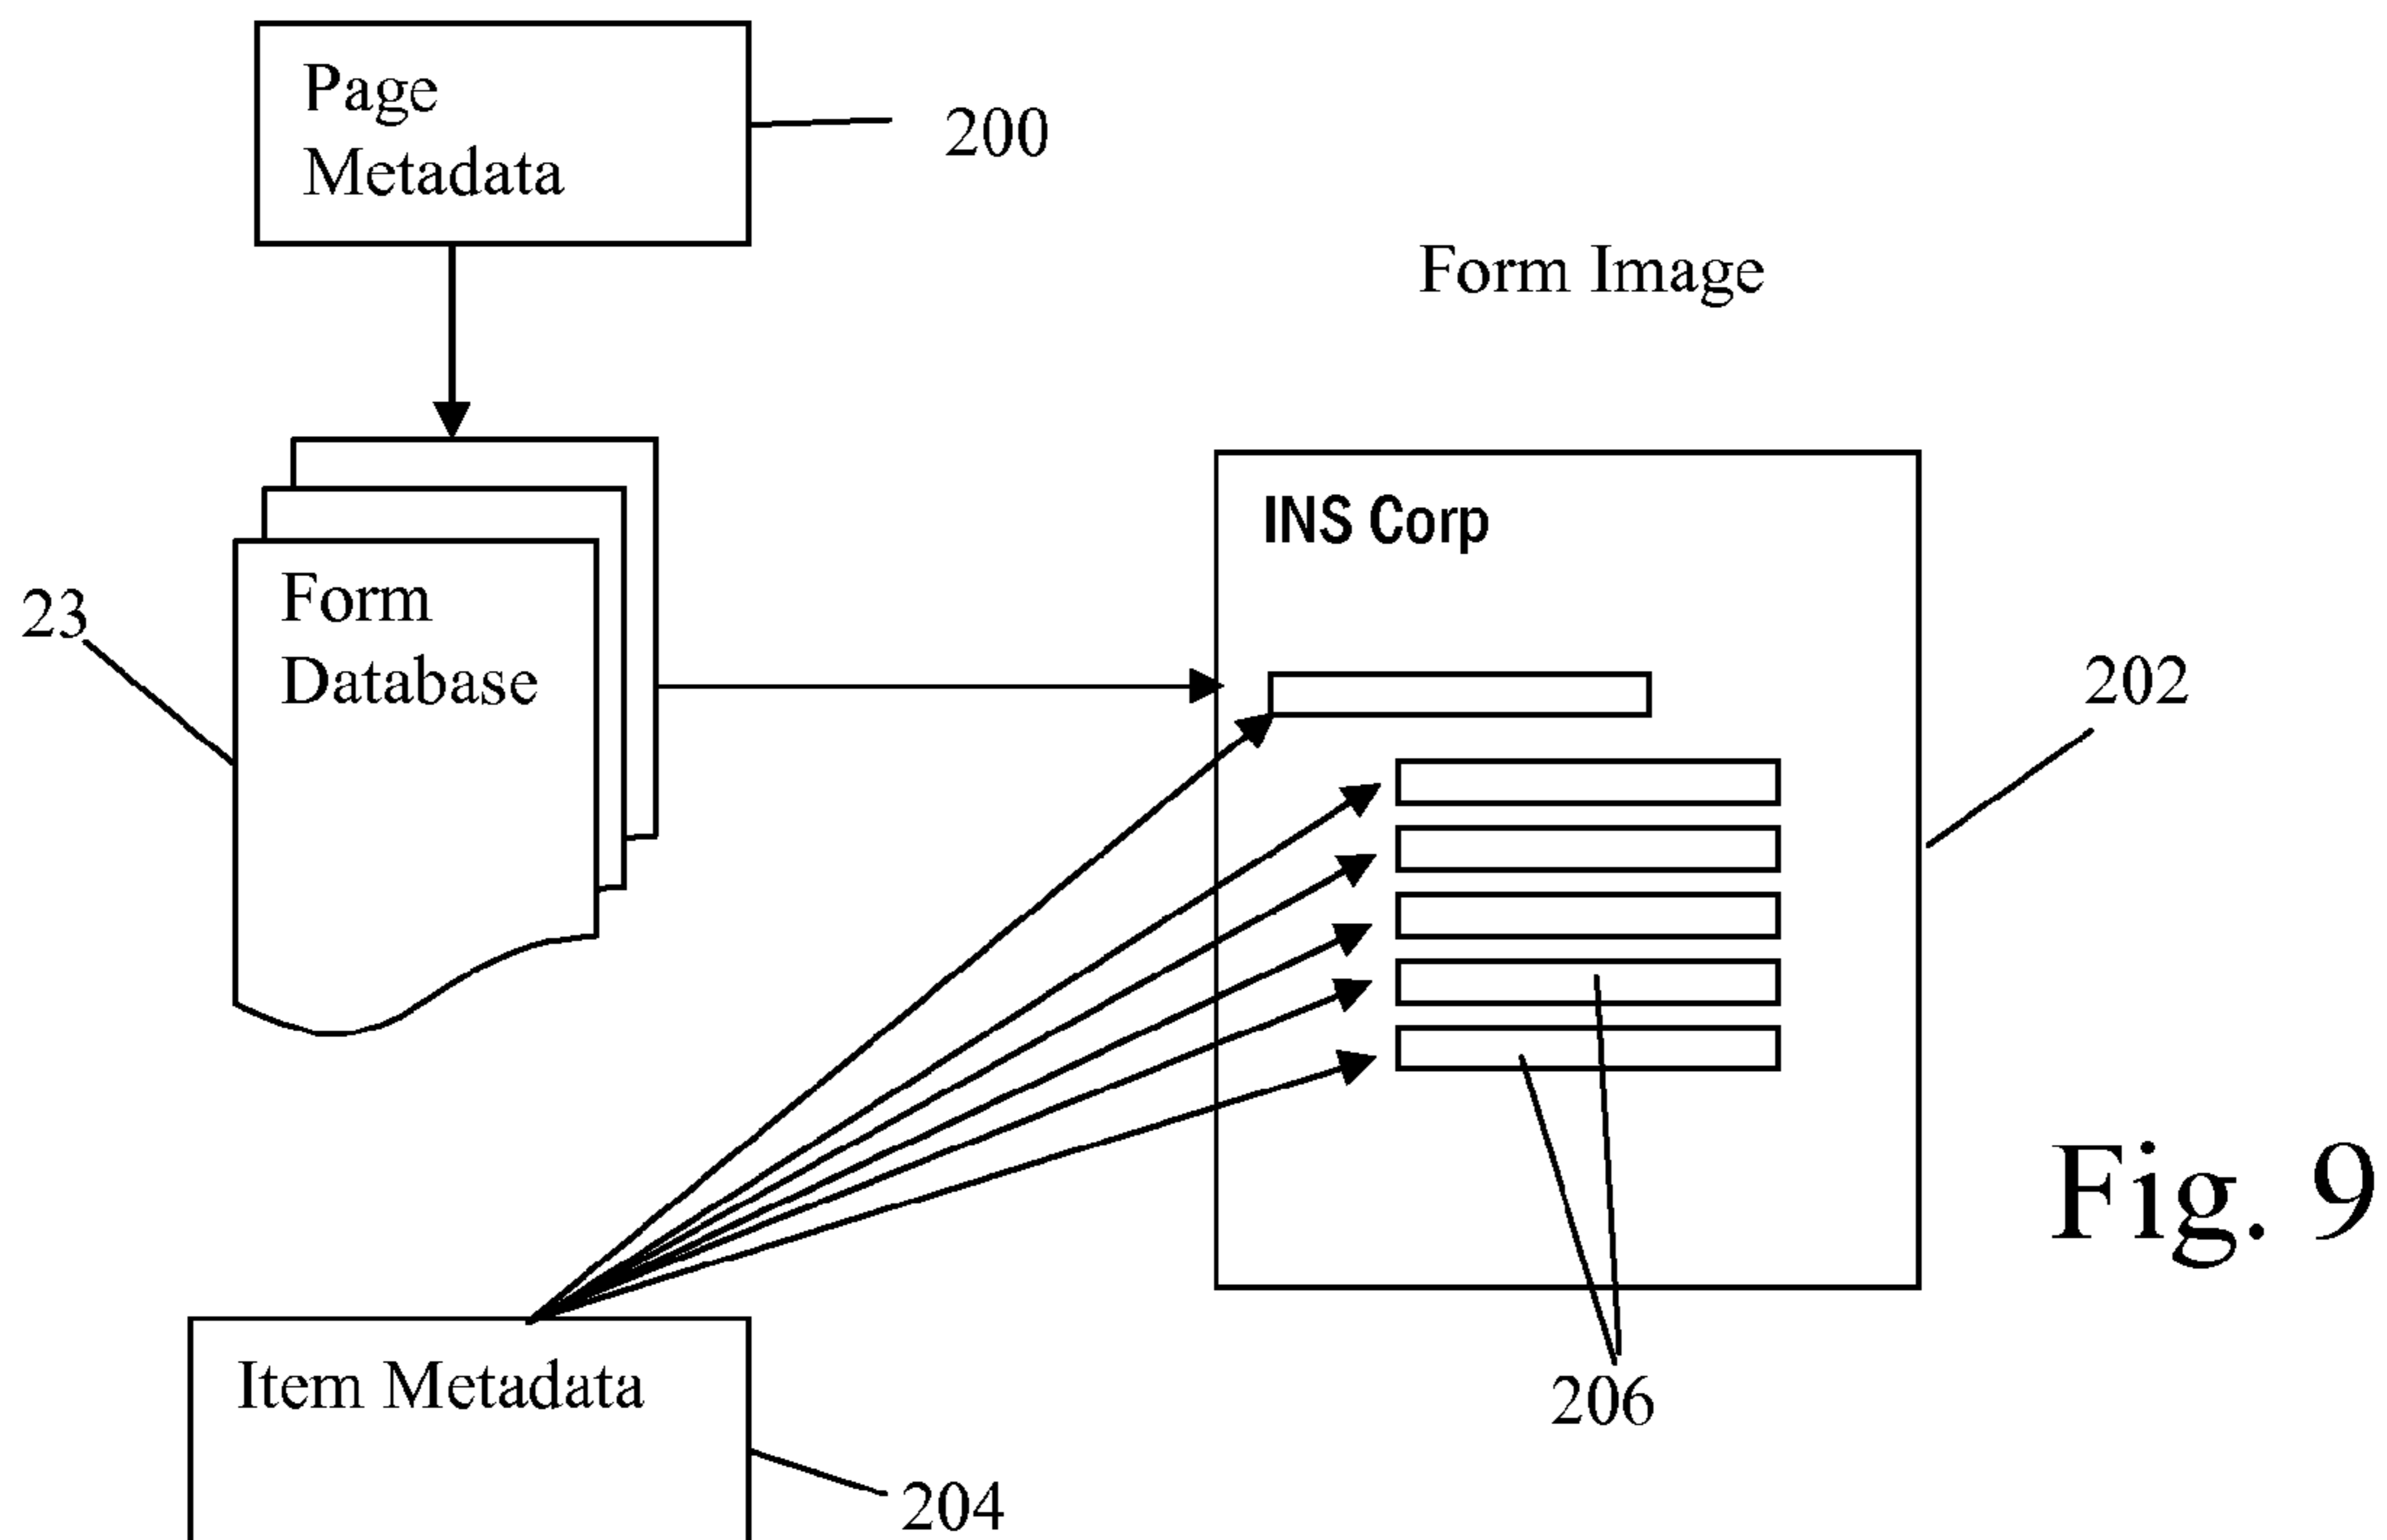 Page
Metadata
200
Form Image
23
Form
Database
INS Corp
202
Fig. 9
206
Item Metadata
204